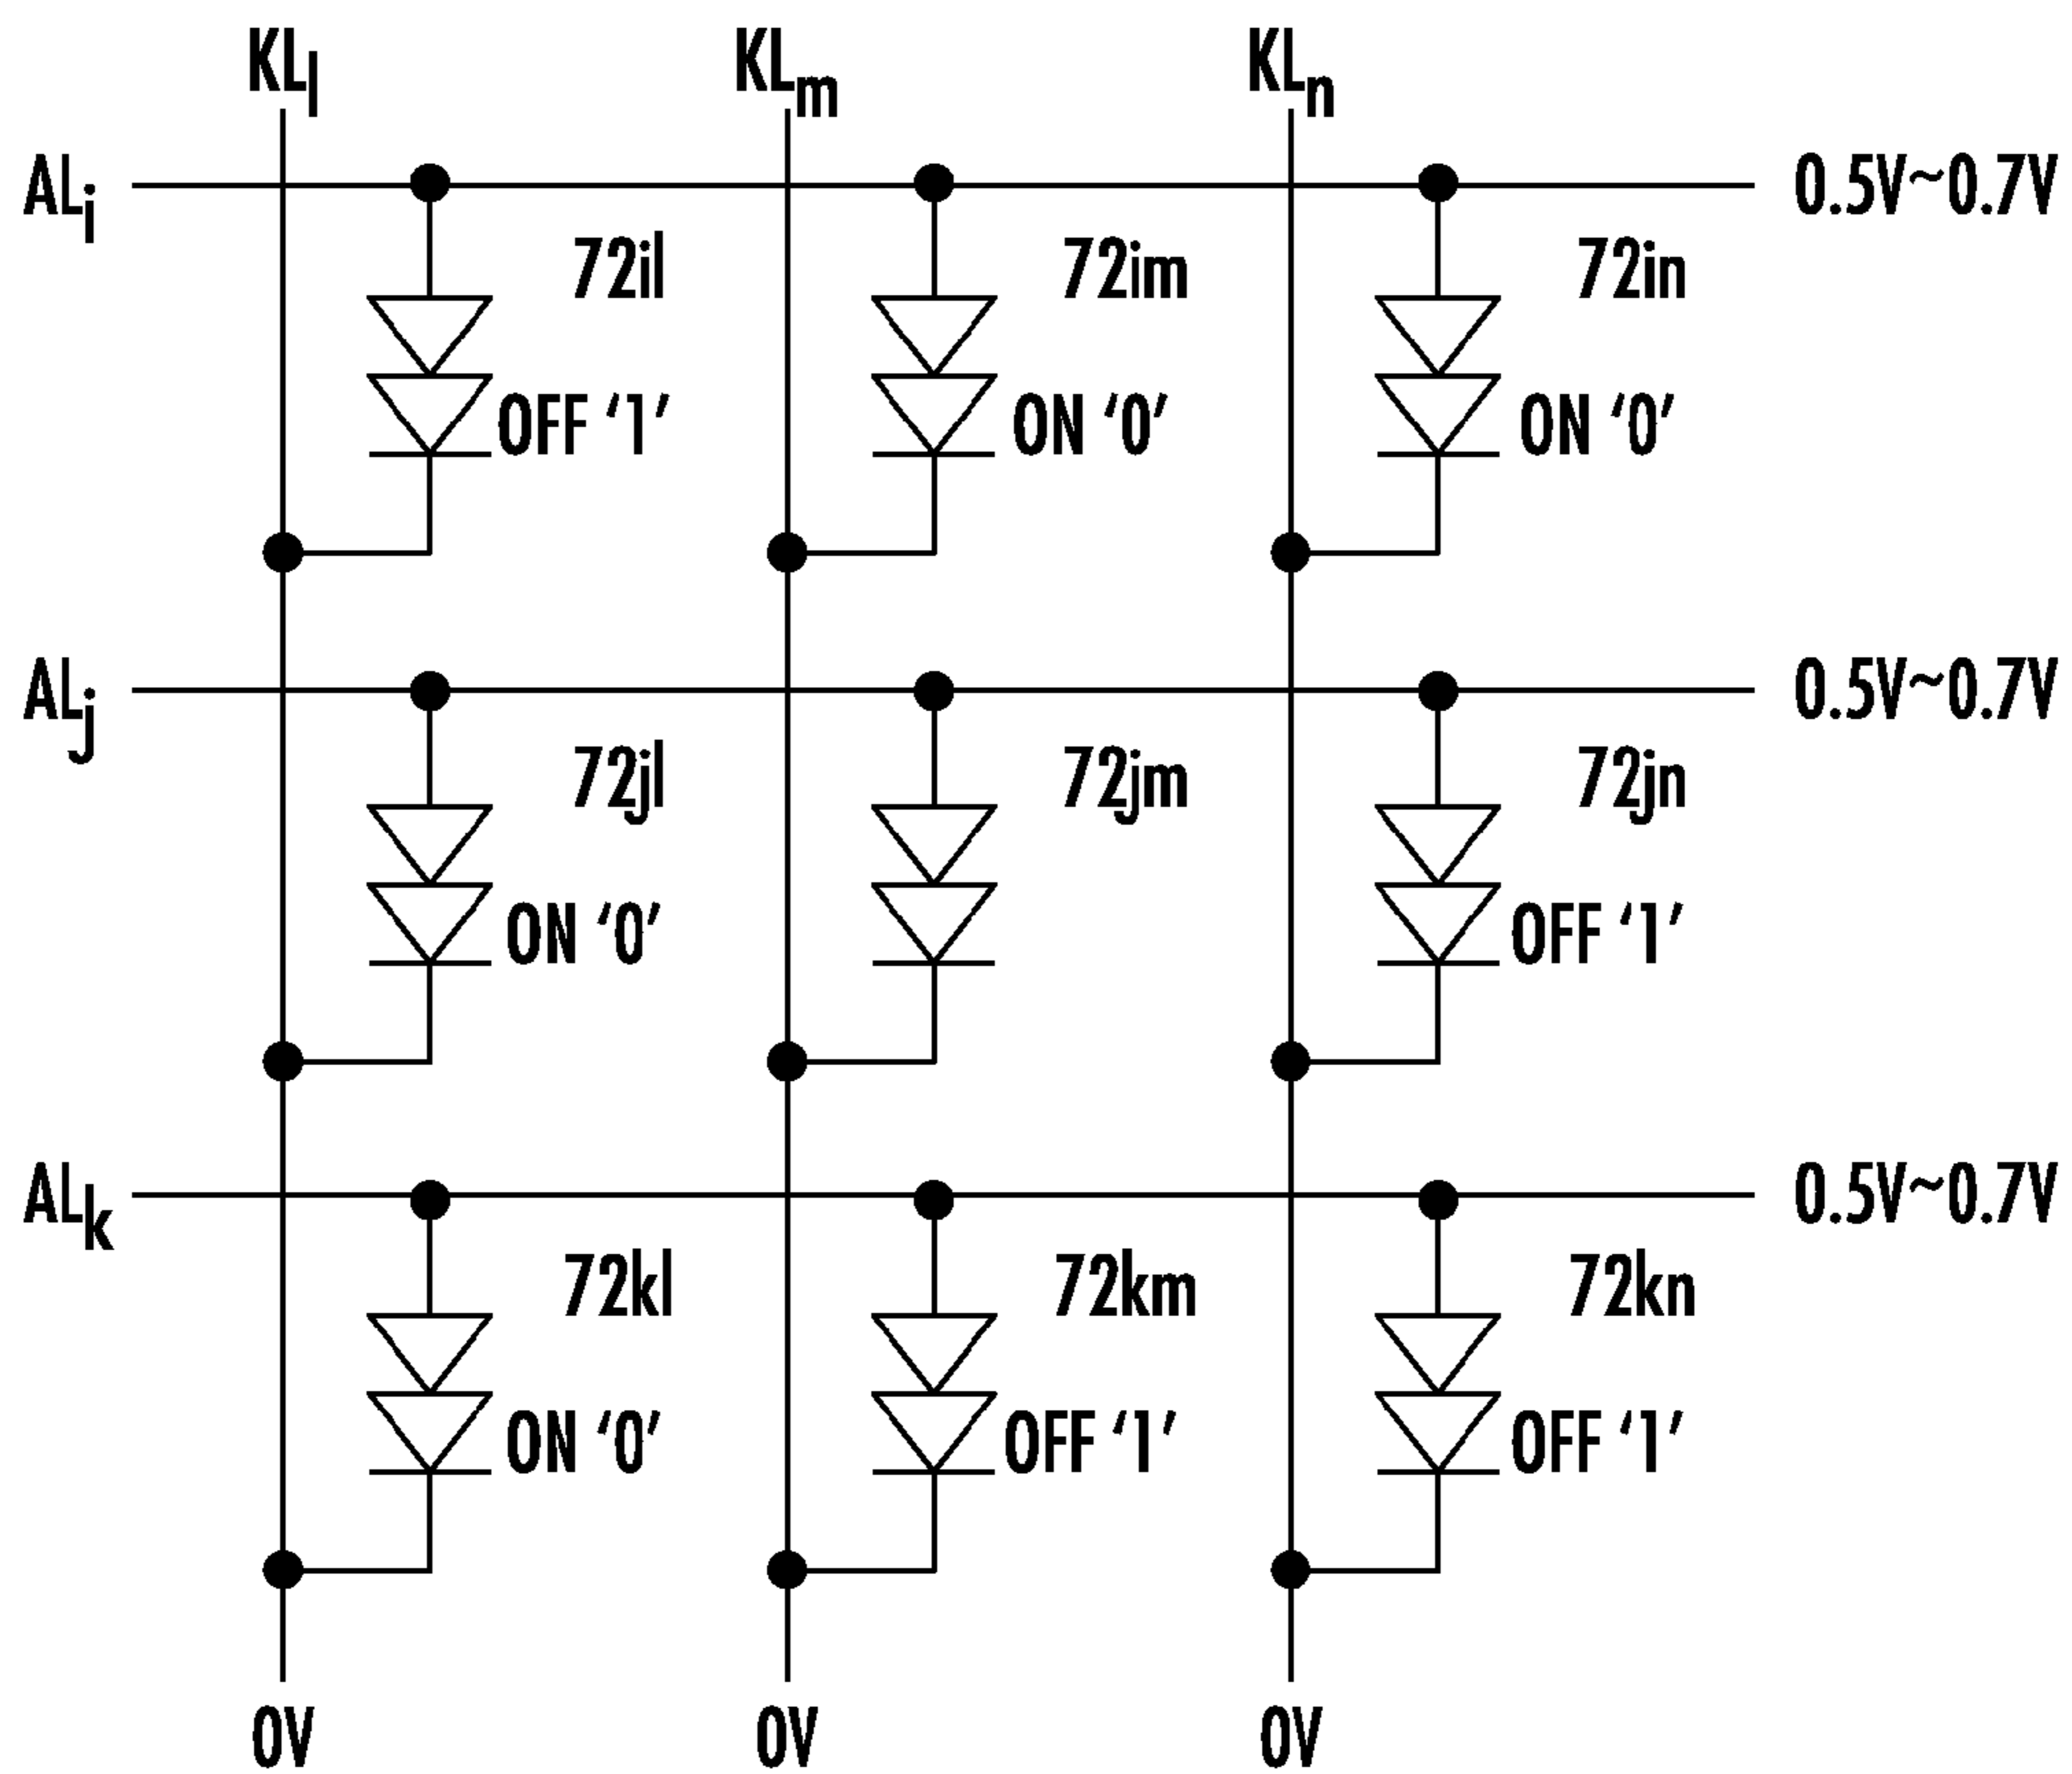 KLl KLm KLn
ALi 0.5V~0.7V
72il 72im 72in
OFF ‘1’ ON ‘0’ ON ‘0’
ALj 0.5V~0.7V
72jl 72jm 72jn
ON ‘0’ OFF ‘1’
ALk 0.5V~0.7V
72kl 72km 72kn
ON ‘0’ OFF ‘1’ OFF ‘1’
0V 0V 0V